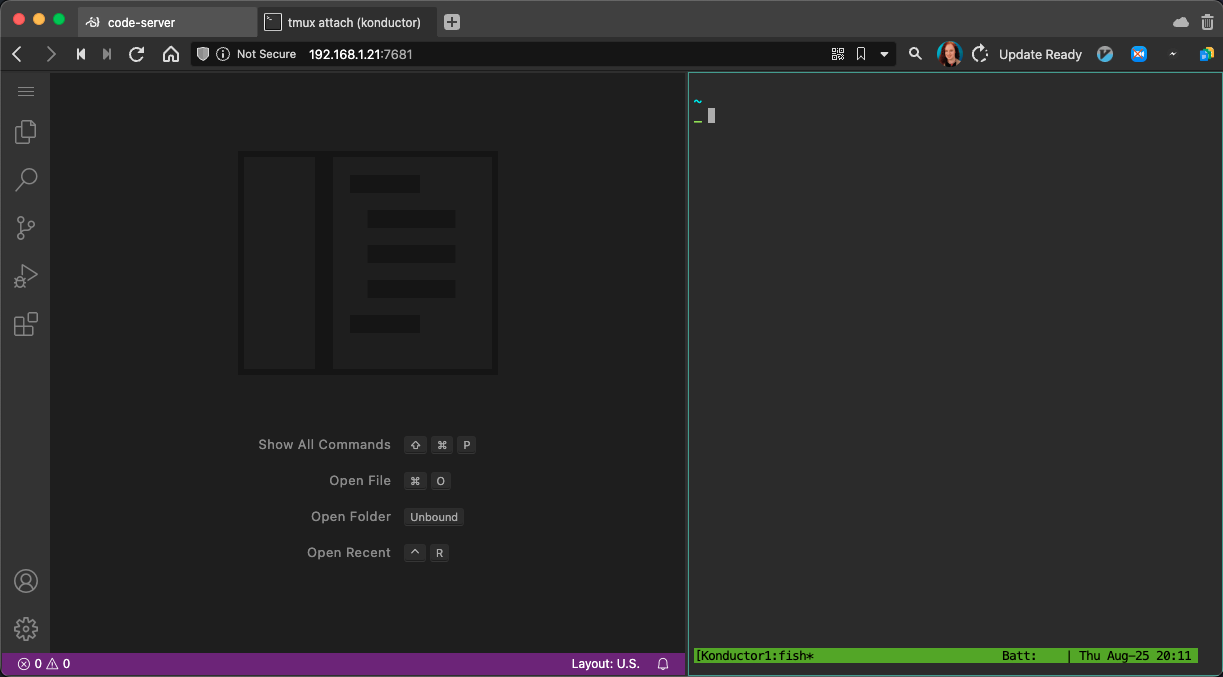 code-server
tmux attach (konductor)
Not Secure 192.168.1.21:7681
Update Ready
~
_
Show All Commands ⇧ ⌘ P
Open File ⌘ O
Open Folder Unbound
Open Recent ^ R
0 0 Layout: U.S.
[Konductor1:fish* Batt: | Thu Aug-25 20:11